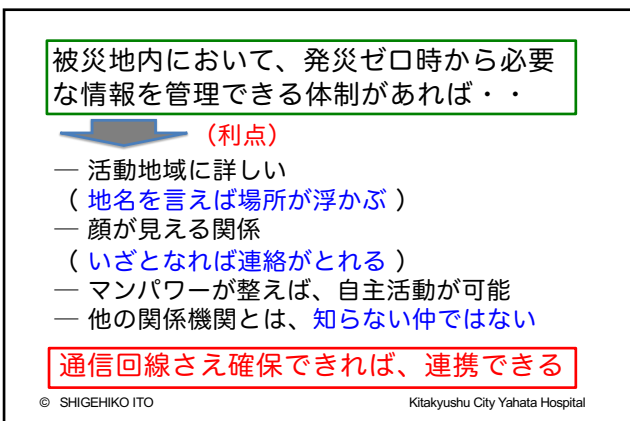 被災地内において、発災ゼロ時から必要
な情報を管理できる体制があれば・・
（利点）
― 活動地域に詳しい
（ 地名を言えば場所が浮かぶ ）
― 顔が見える関係
（ いざとなれば連絡がとれる ）
― マンパワーが整えば、自主活動が可能
― 他の関係機関とは、知らない仲ではない
通信回線さえ確保できれば、連携できる
© SHIGEHIKO ITO Kitakyushu City Yahata Hospital